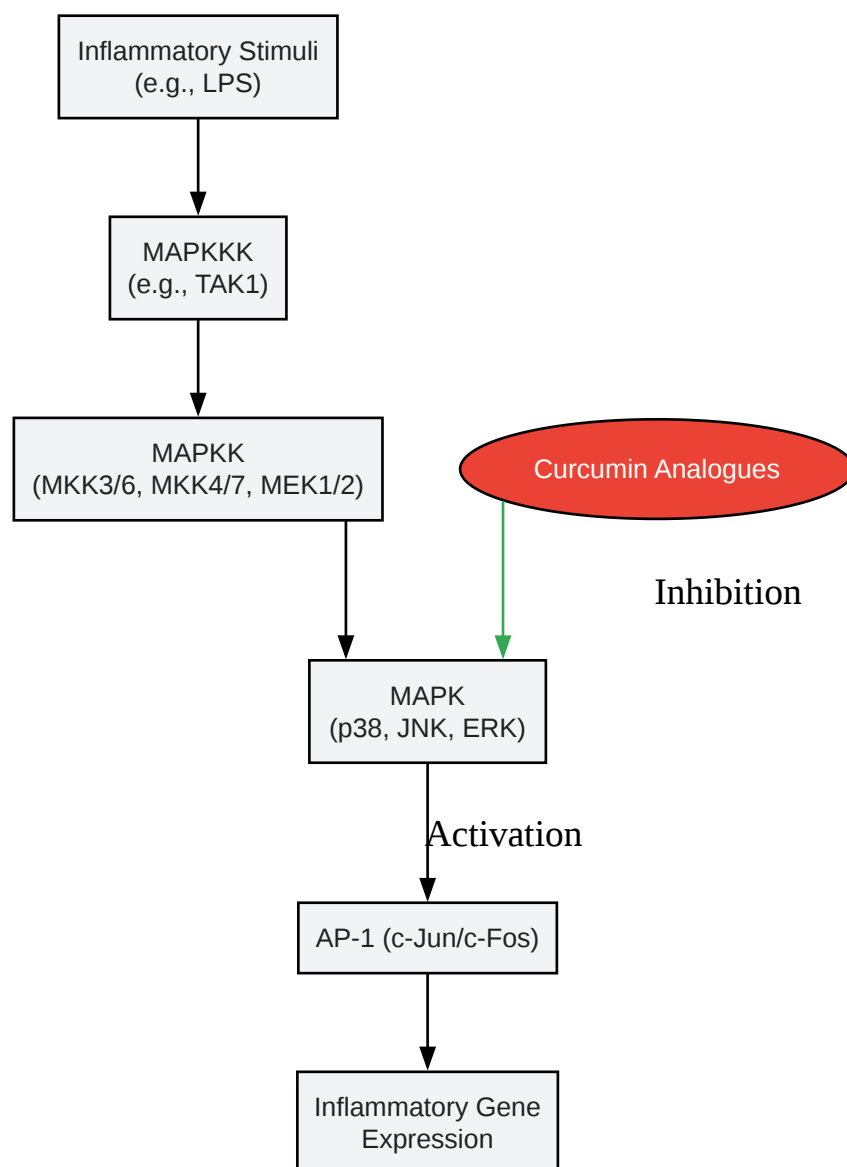 Inflammatory Stimuli
(e.g., LPS)
MAPKKK
(e.g., TAK1)
MAPKK
(MKK3/6, MKK4/7, MEK1/2)
Curcumin Analogues
Inhibition
MAPK
(p38, JNK, ERK)
Activation
AP-1 (c-Jun/c-Fos)
Inflammatory Gene
Expression